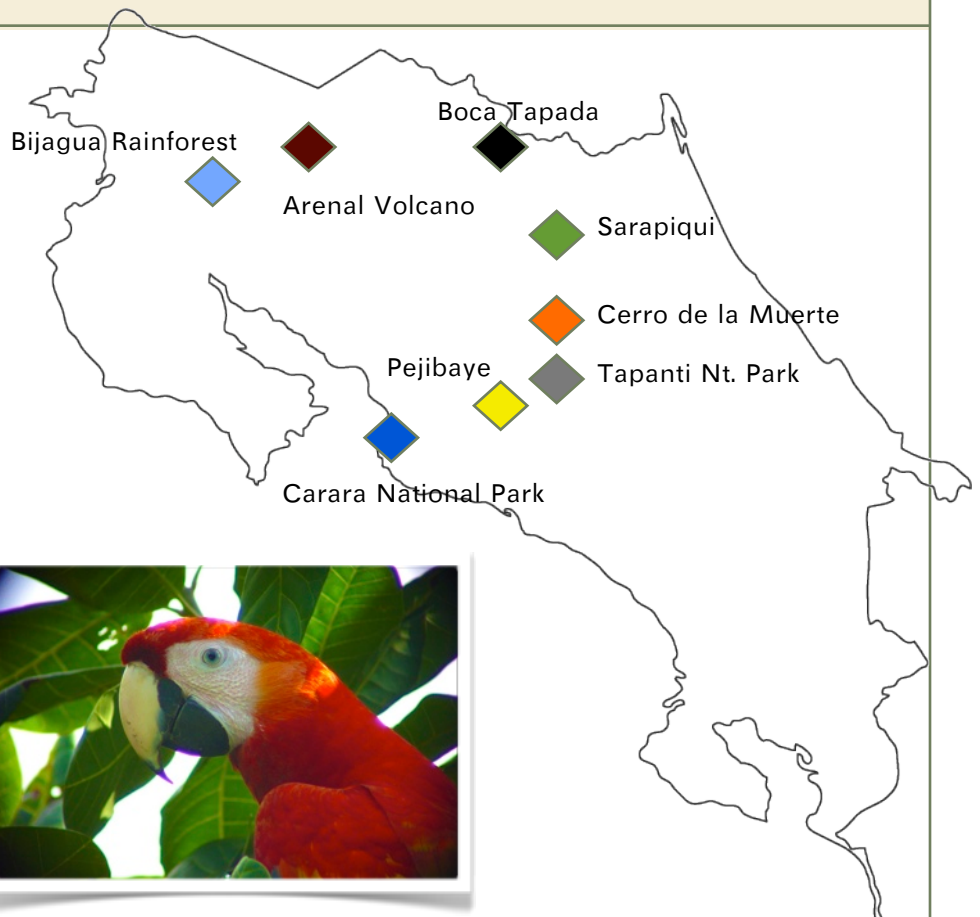 Boca Tapada
Bijagua Rainforest
Arenal Volcano
Sarapiqui
Cerro de la Muerte
Pejibaye
Tapanti Nt. Park
Carara National Park